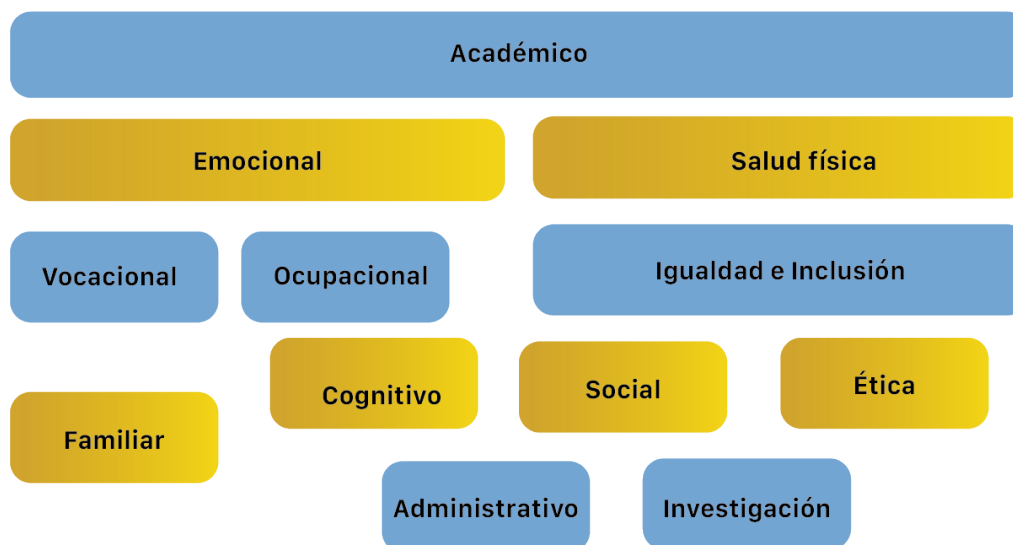 Académico
Emocional
Salud física
Vocacional
Ocupacional
Igualdad e Inclusión
Cognitivo
Social
Ética
Familiar
Administrativo
Investigación